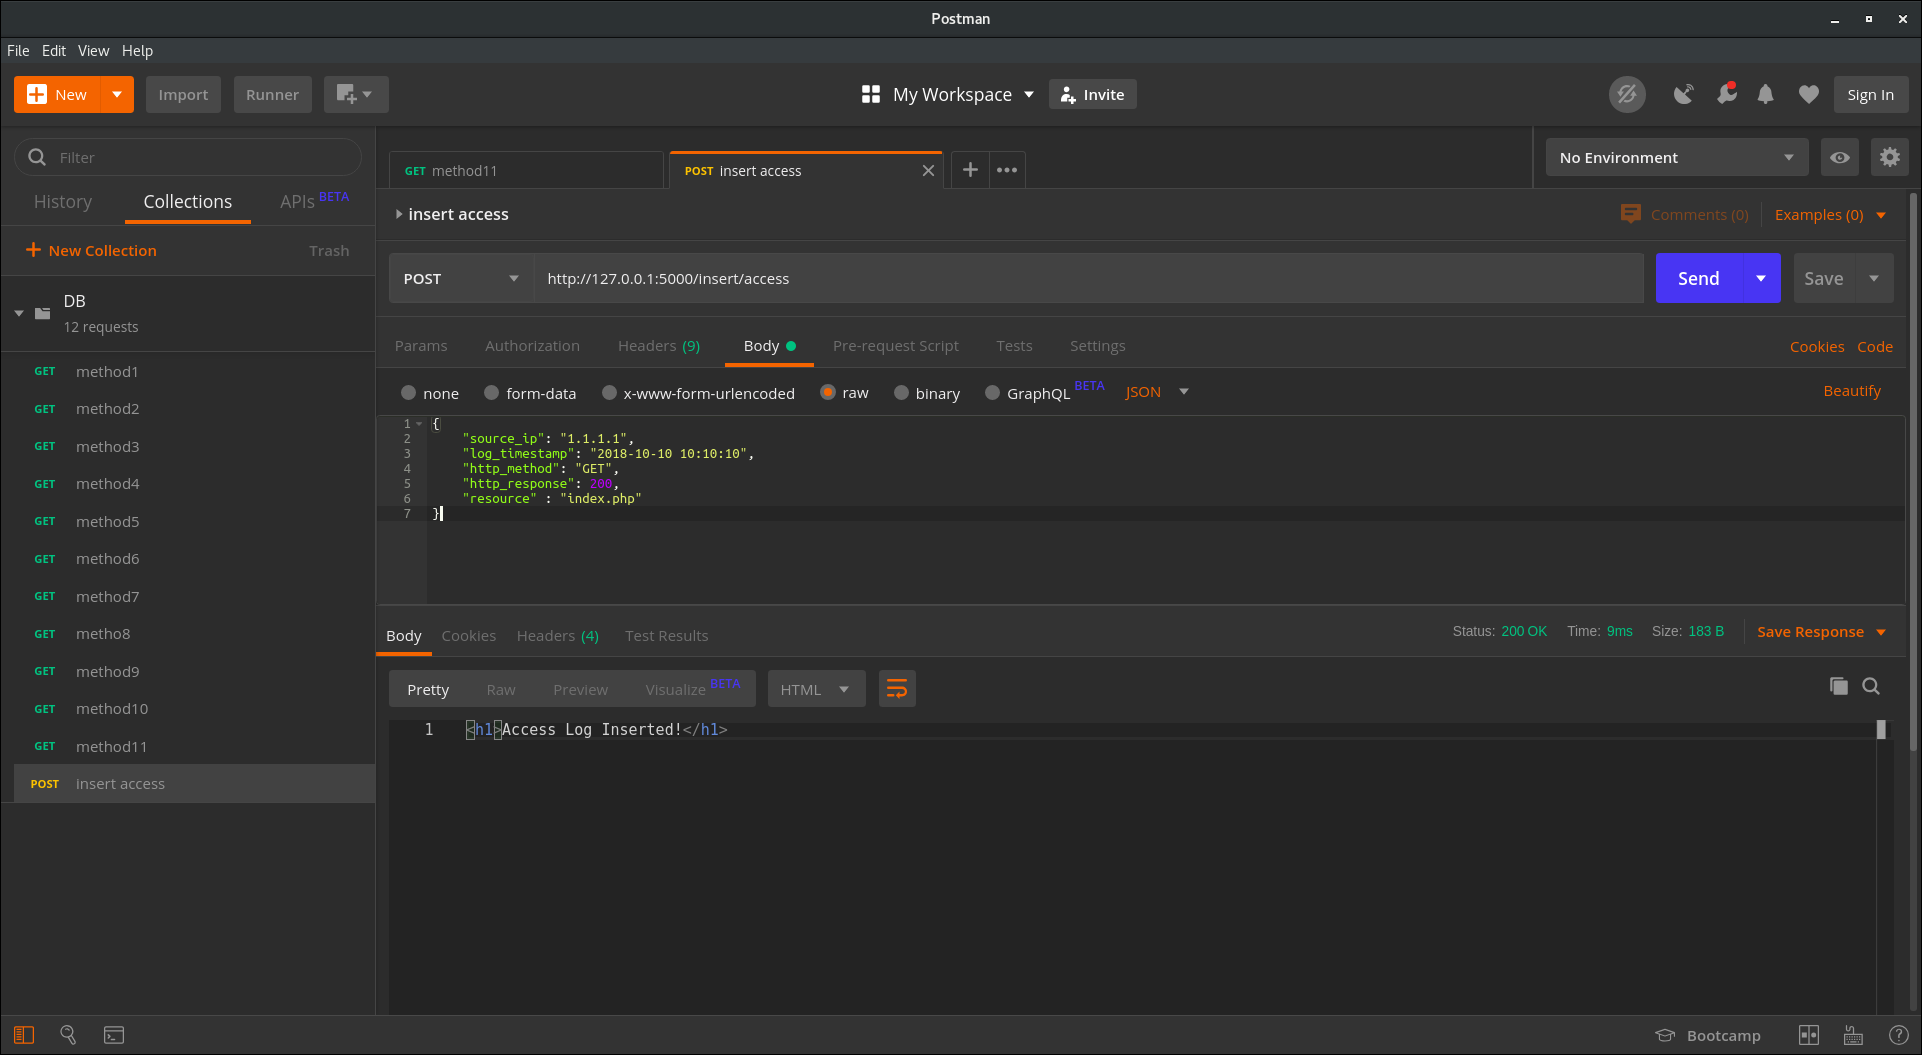 Postman
File Edit View Help
New Import Runner My Workspace Invite Sign In
Filter
History Collections APIs BETA
New Collection Trash
DB
12 requests
GET method1
GET method2
GET method3
GET method4
GET method5
GET method6
GET method7
GET metho8
GET method9
GET method10
GET method11
POST insert access
GET method11 POST insert access No Environment
insert access Comments (0) Examples (0)
POST http://127.0.0.1:5000/insert/access Send Save
Params Authorization Headers (9) Body Pre-request Script Tests Settings Cookies Code
none form-data x-www-form-urlencoded raw binary GraphQL BETA JSON Beautify
1 {
2 "source_ip": "1.1.1.1",
3 "log_timestamp": "2018-10-10 10:10:10",
4 "http_method": "GET",
5 "http_response": 200,
6 "resource" : "index.php"
7 }
Body Cookies Headers (4) Test Results Status: 200 OK Time: 9ms Size: 183 B Save Response
Pretty Raw Preview Visualize BETA HTML
1 <h1>Access Log Inserted!</h1>
Bootcamp